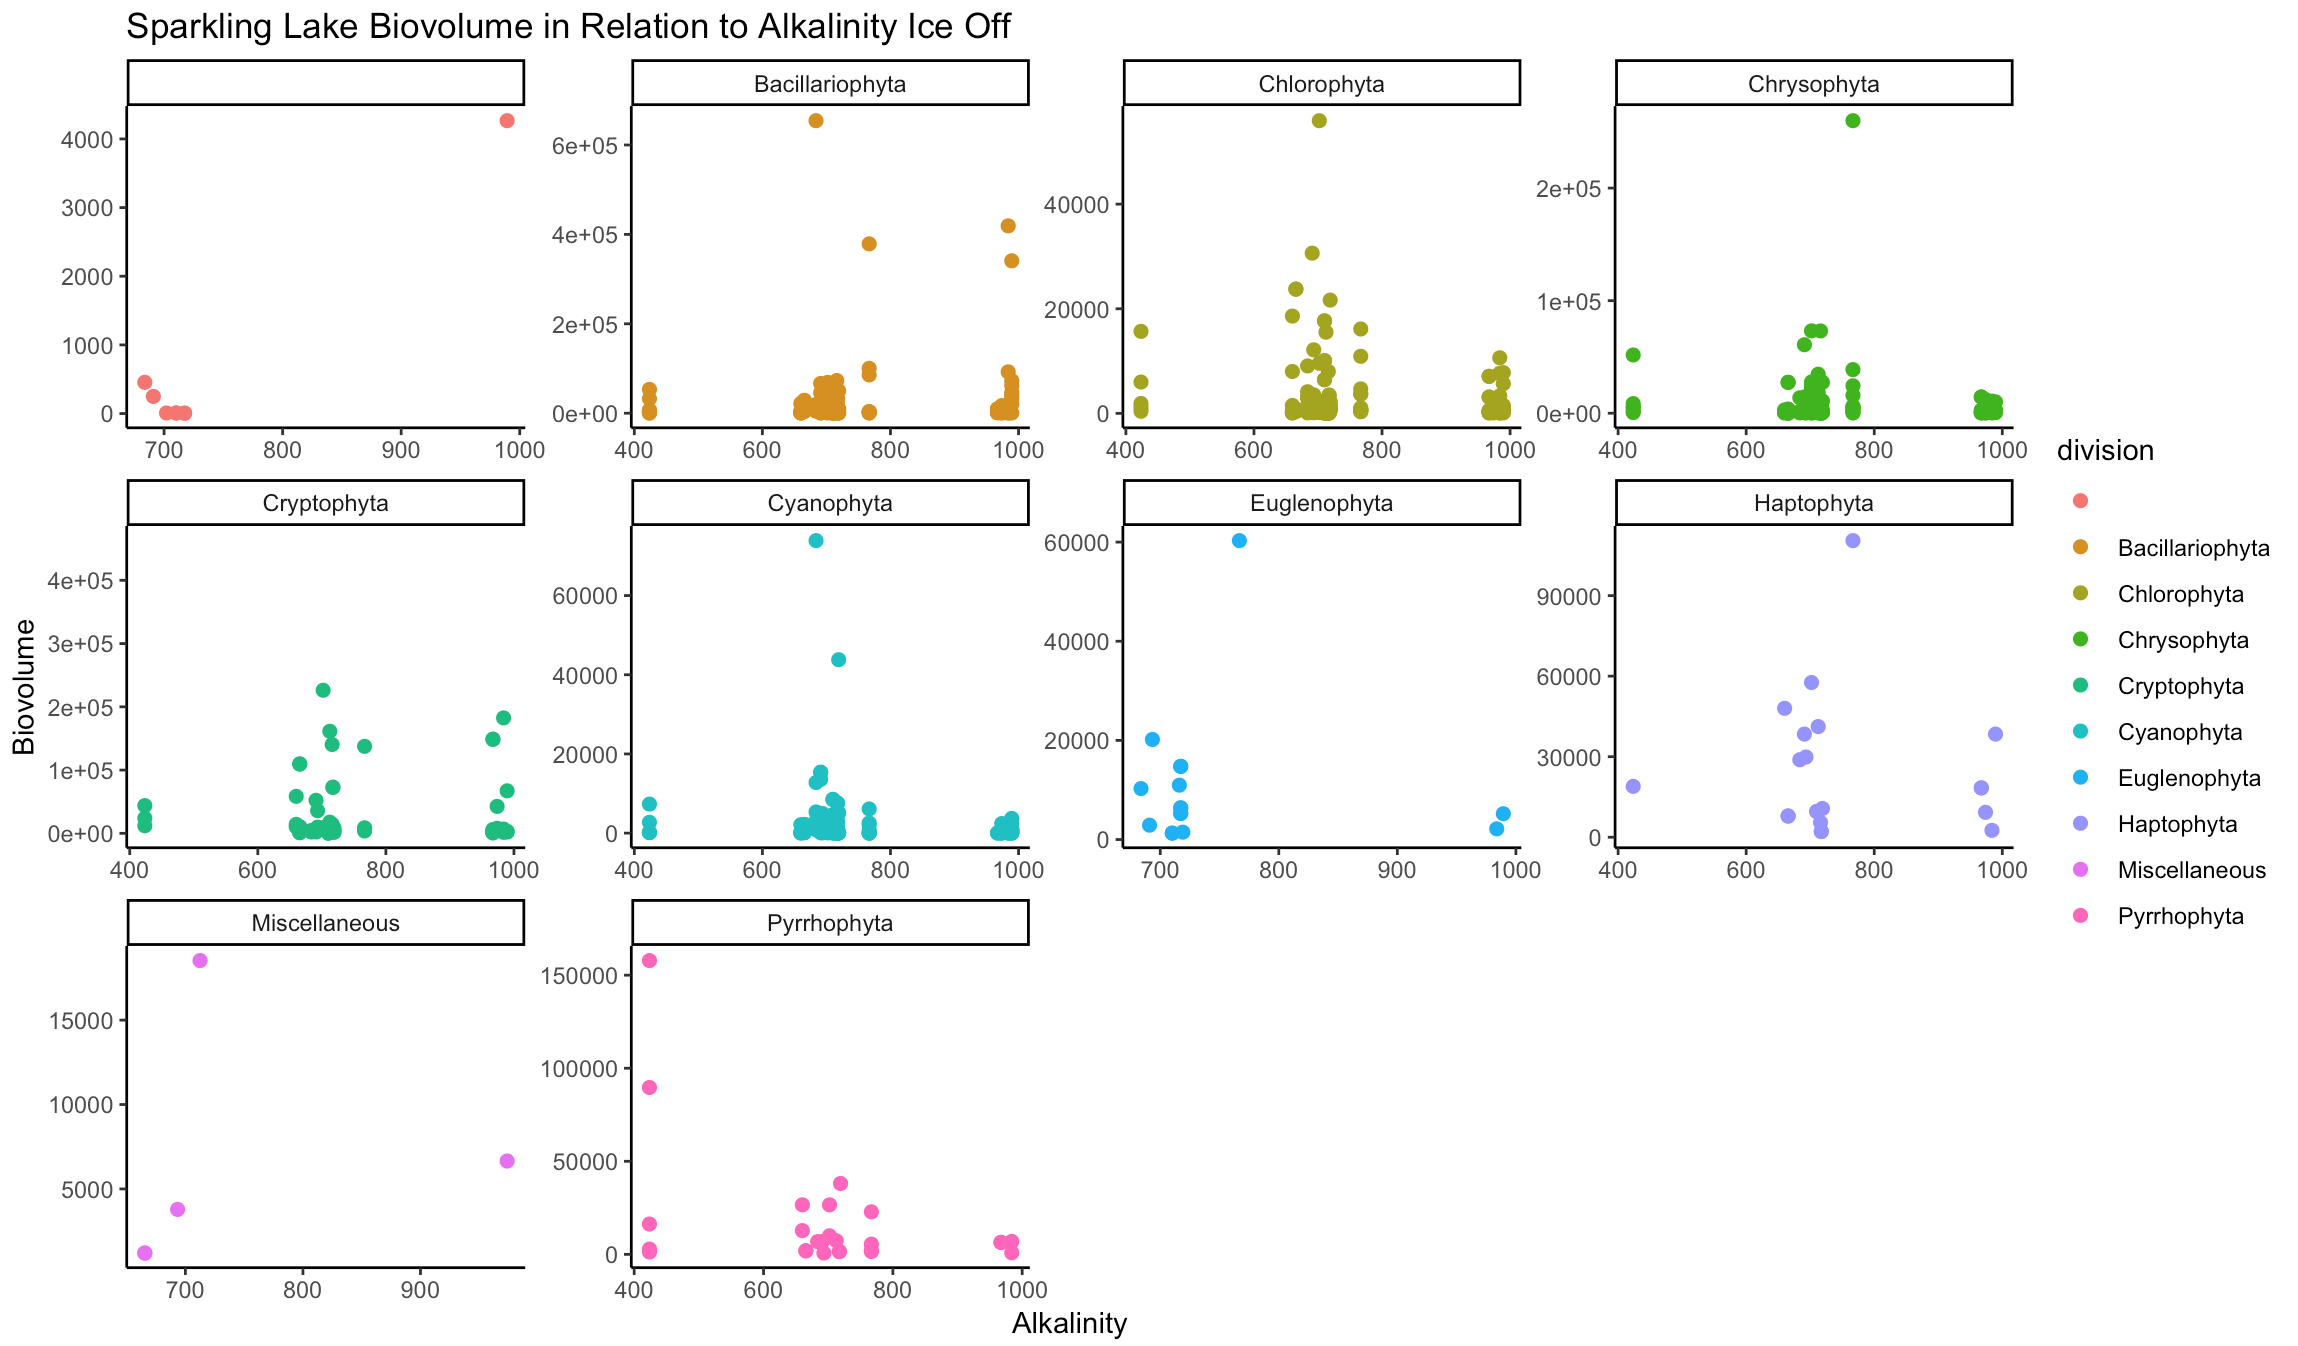 Sparkling Lake Biovolume in Relation to Alkalinity Ice Off
Bacillariophyta
Chlorophyta
Chrysophyta
4000
3000
2000
1000
0
700 800 900 1000
6e+05
4e+05
2e+05
0e+00
400 600 800 1000
40000
20000
0
400 600 800 1000
2e+05
1e+05
0e+00
400 600 800 1000
Cryptophyta
Cyanophyta
Euglenophyta
Haptophyta
4e+05
3e+05
2e+05
1e+05
0e+00
400 600 800 1000
60000
40000
20000
0
400 600 800 1000
60000
40000
20000
0
700 800 900 1000
90000
60000
30000
0
400 600 800 1000
Miscellaneous
Pyrrhophyta
15000
10000
5000
700 800 900
150000
100000
50000
0
400 600 800 1000
Biovolume
Alkalinity
division
Bacillariophyta
Chlorophyta
Chrysophyta
Cryptophyta
Cyanophyta
Euglenophyta
Haptophyta
Miscellaneous
Pyrrhophyta